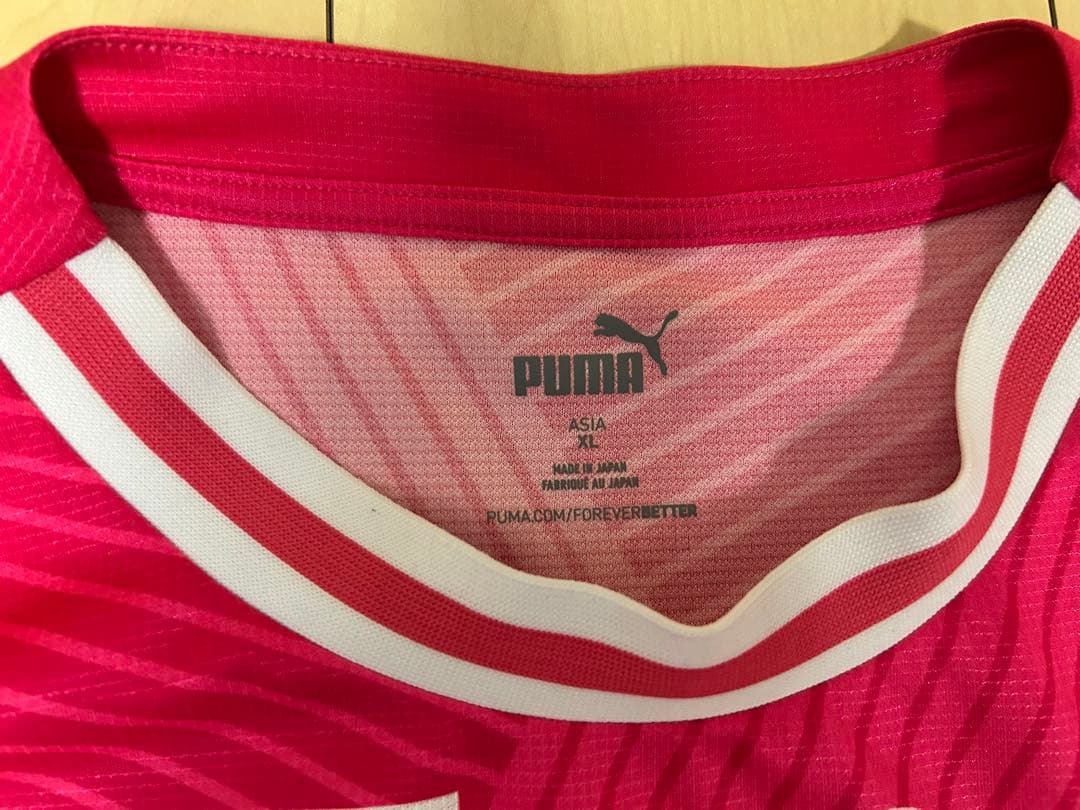 PUMA
ASIA
XL
MADE IN JAPAN
FABRIQUÉ AU JAPAN
PUMA.COM/FOREVERBETTER